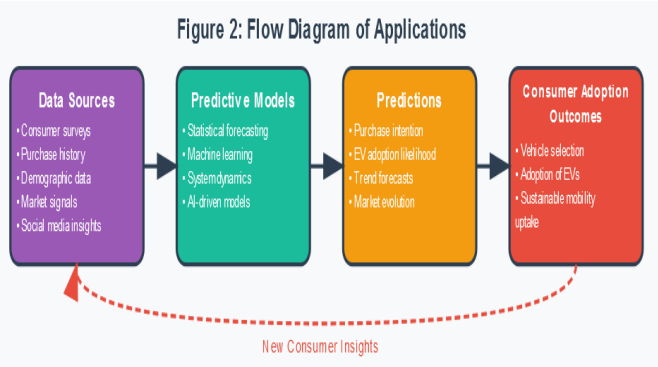 Figure 2: Flow Diagram of Applications
Data Sources
• Consumer surveys
• Purchase history
• Demographic data
• Market signals
• Social media insights
Predictive Models
• Statistical forecasting
• Machine learning
• System dynamics
• AI-driven models
Predictions
• Purchase intention
• EV adoption likelihood
• Trend forecasts
• Market evolution
Consumer Adoption
Outcomes
• Vehicle selection
• Adoption of EVs
• Sustainable mobility
uptake
New Consumer Insights